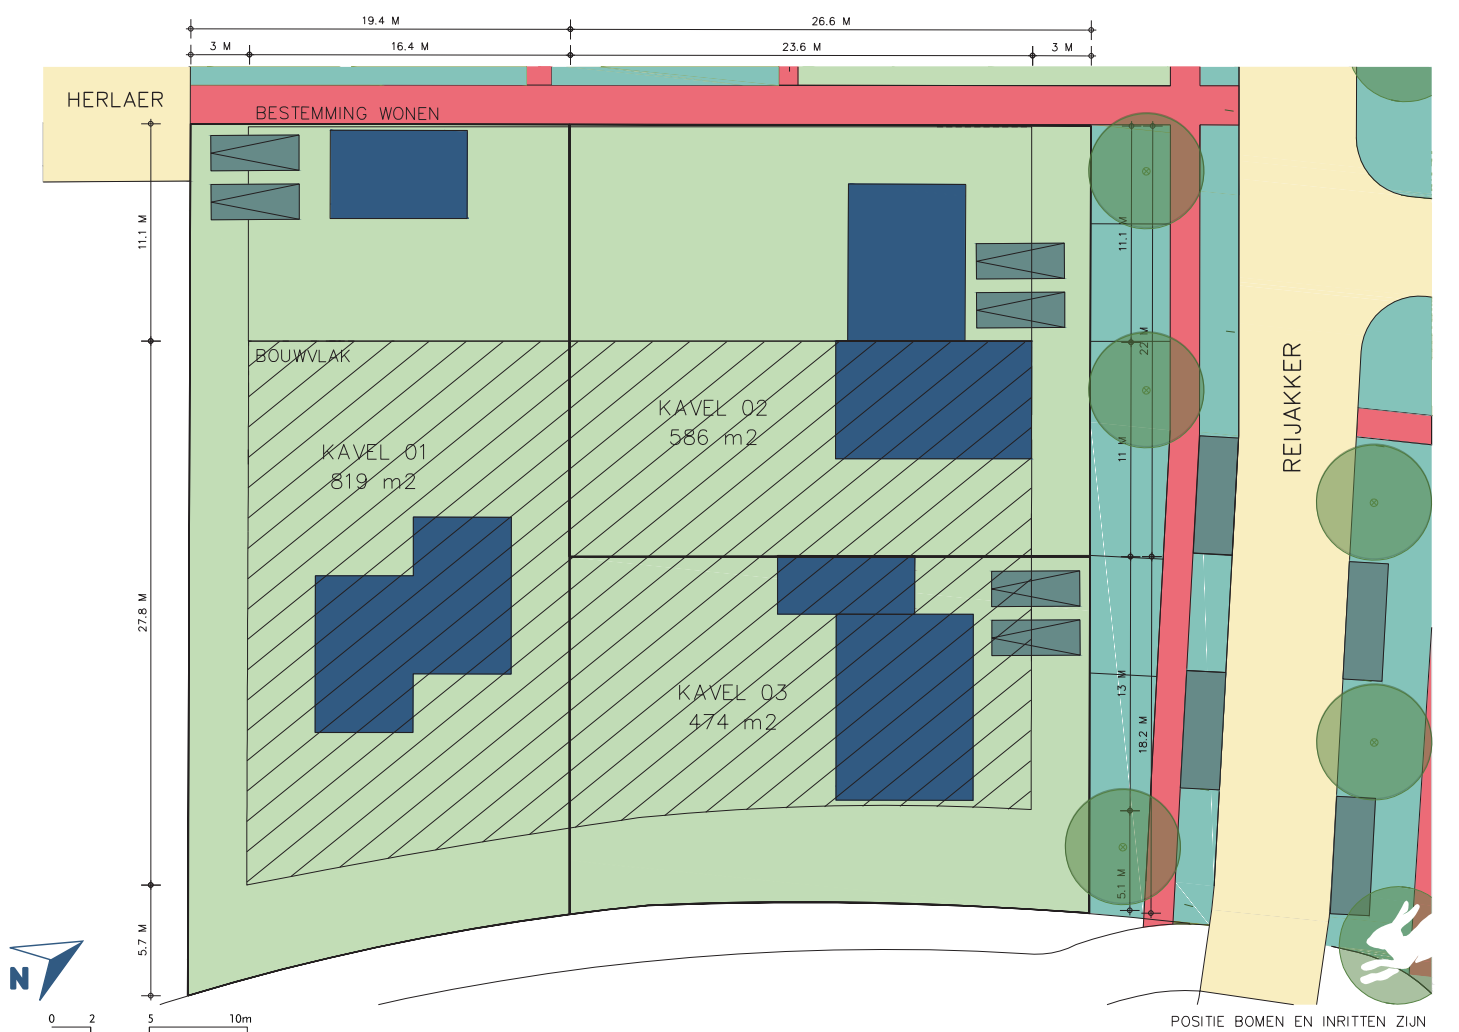 19.4 M
26.6 M
3 M
16.4 M
23.6 M
3 M
HERLAER
BESTEMMING WONEN
11.1 M
11.1 M
22 M
BOUWVLAK
REIJAKKER
KAVEL 02
586 m2
KAVEL 01
819 m2
11 M
27.8 M
KAVEL 03
474 m2
13 M
18.2 M
5.1 M
5.7 M
N
0 2 5 10m
POSITIE BOMEN EN INRITTEN ZIJN